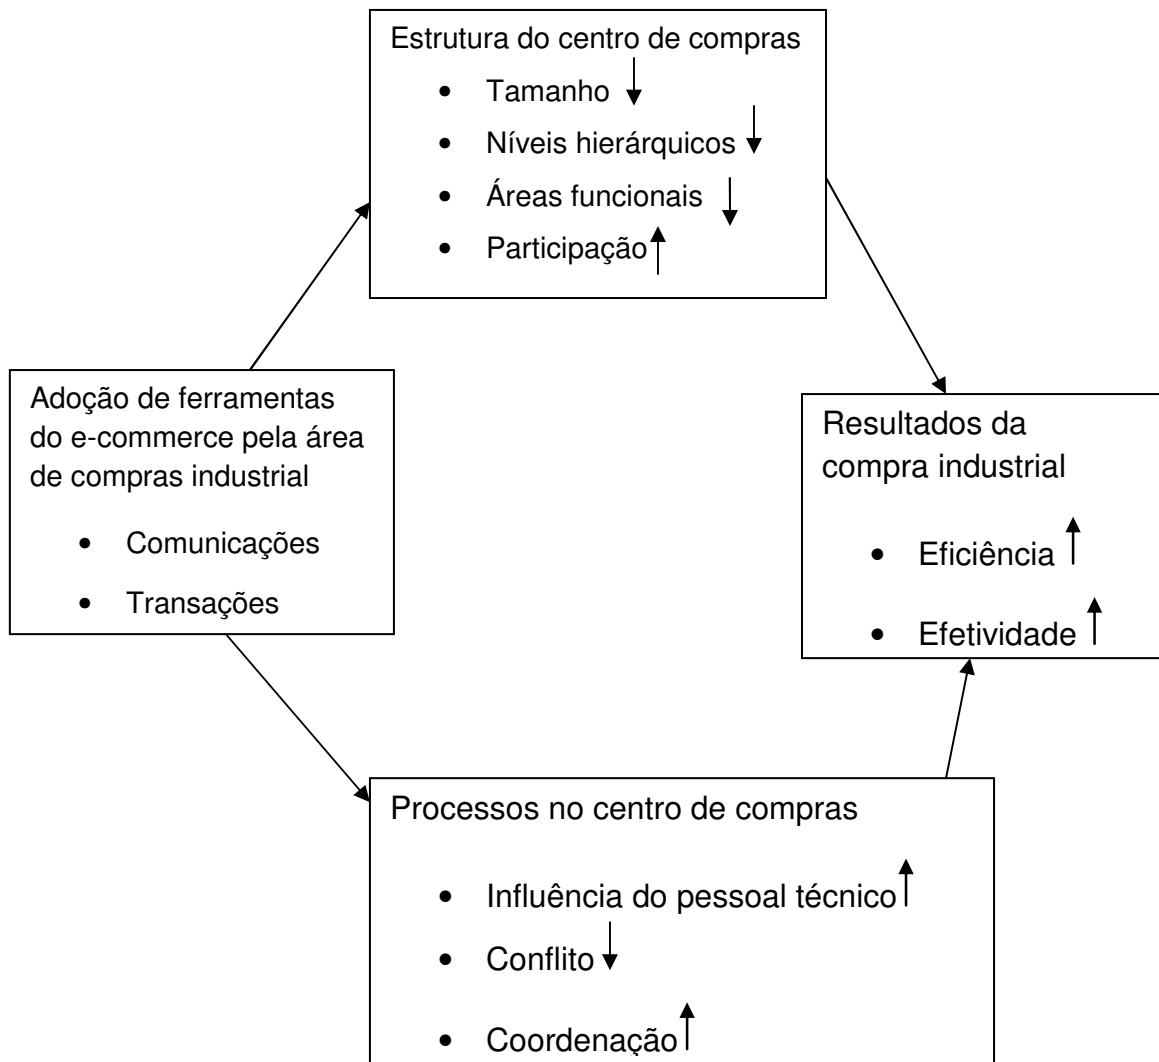 Estrutura do centro de compras
• Tamanho ↓
• Níveis hierárquicos ↓
• Áreas funcionais ↓
• Participação ↑
Adoção de ferramentas
do e-commerce pela área
de compras industrial
• Comunicações
• Transações
Resultados da
compra industrial
• Eficiência ↑
• Efetividade ↑
Processos no centro de compras
• Influência do pessoal técnico ↑
• Conflito ↓
• Coordenação ↑